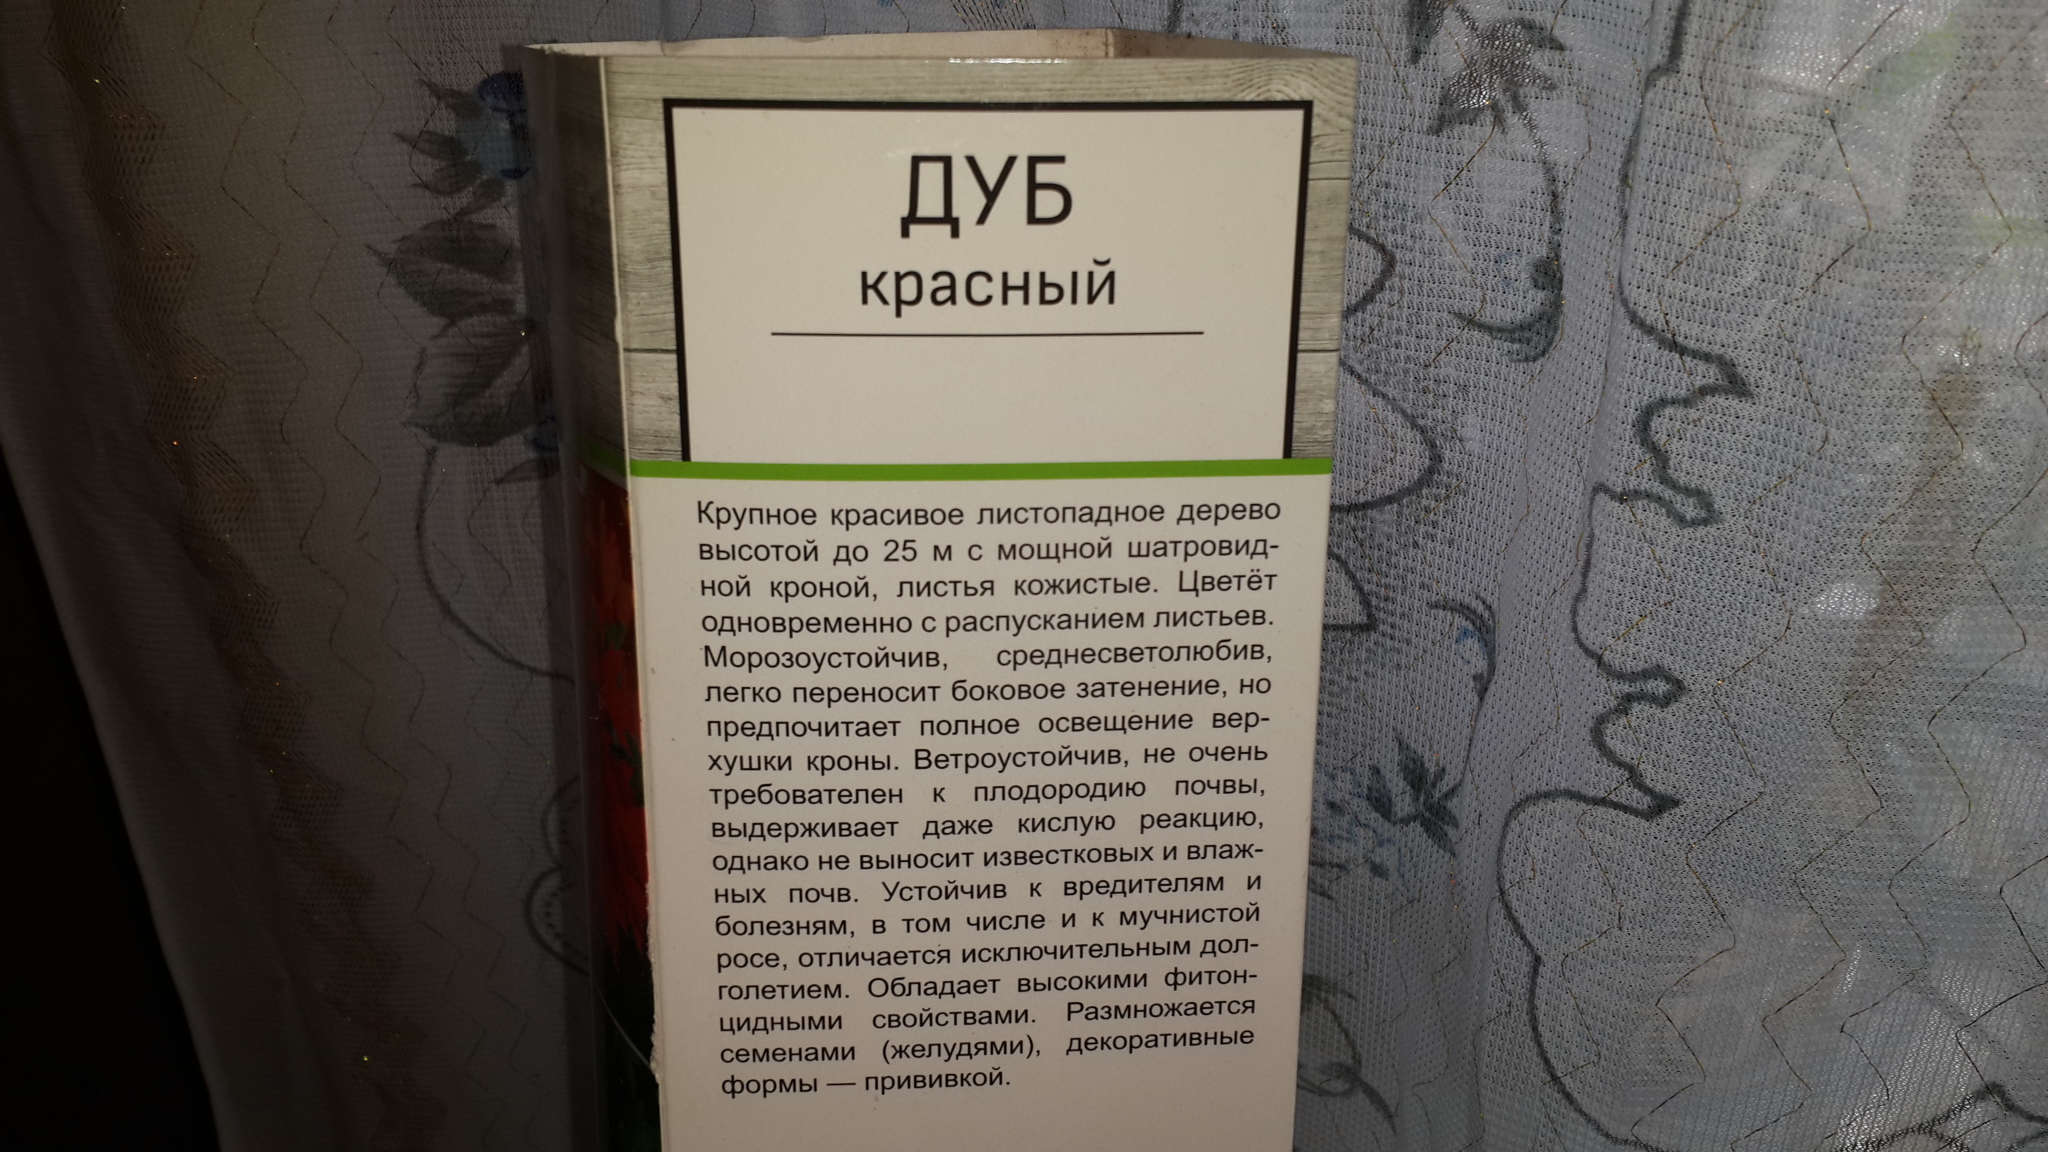 ДУБ
красный
Крупное красивое листопадное дерево
высотой до 25 м с мощной шатровид-
ной кроной, листья кожистые. Цветёт
одновременно с распусканием листьев.
Морозоустойчив, среднесветолюбив,
легко переносит боковое затенение, но
предпочитает полное освещение вер-
хушки кроны. Ветроустойчив, не очень
требователен к плодородию почвы,
выдерживает даже кислую реакцию,
однако не выносит известковых и влаж-
ных почв. Устойчив к вредителям и
болезням, в том числе и к мучнистой
росе, отличается исключительным дол-
голетием. Обладает высокими фитон-
цидными свойствами. Размножается
семенами (желудями), декоративные
формы — прививкой.